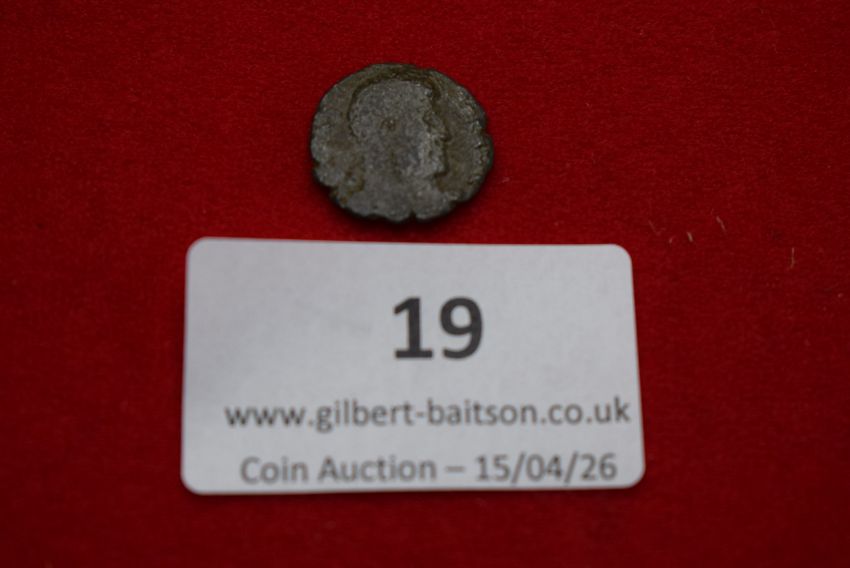 19
www.gilbert-baitson.co.uk
Coin Auction – 15/04/26